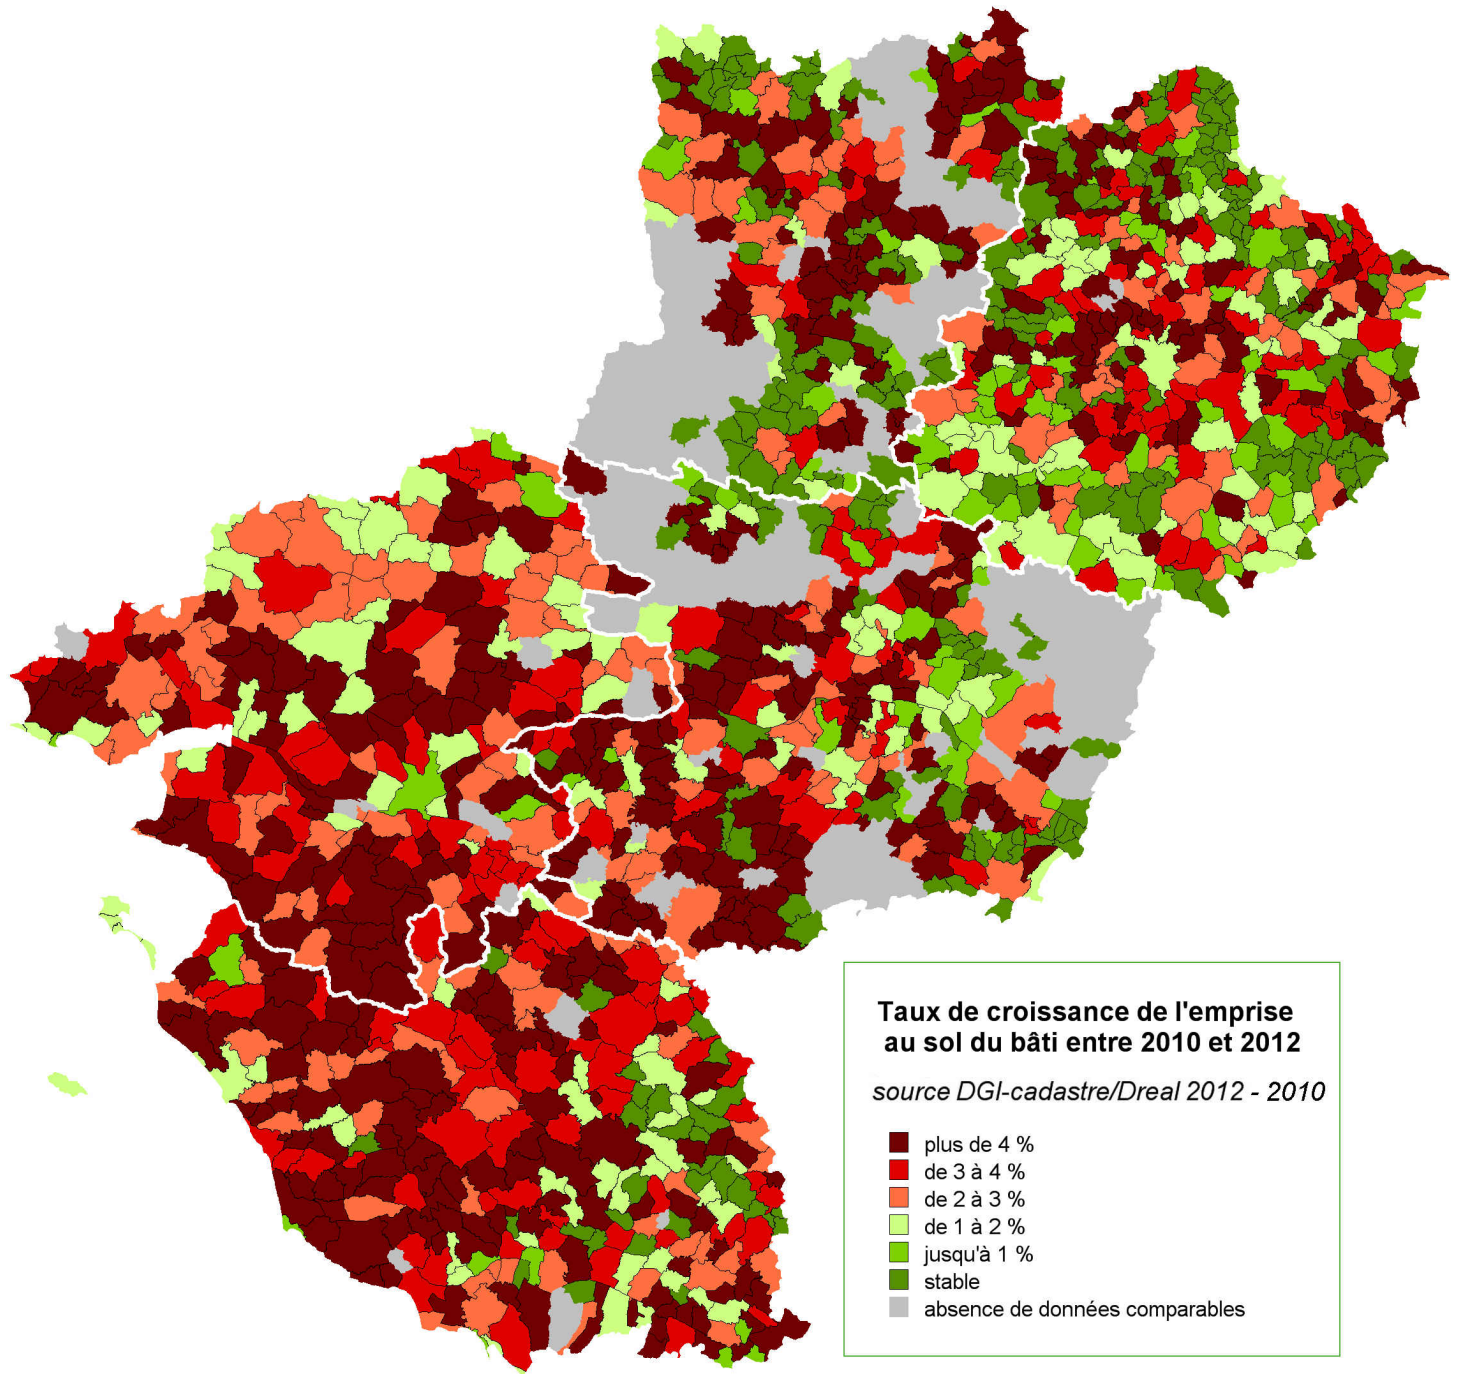 Taux de croissance de l'emprise
au sol du bâti entre 2010 et 2012
source DGI-cadastre/Dreal 2012 - 2010
plus de 4 %
de 3 à 4 %
de 2 à 3 %
de 1 à 2 %
jusqu'à 1 %
stable
absence de données comparables